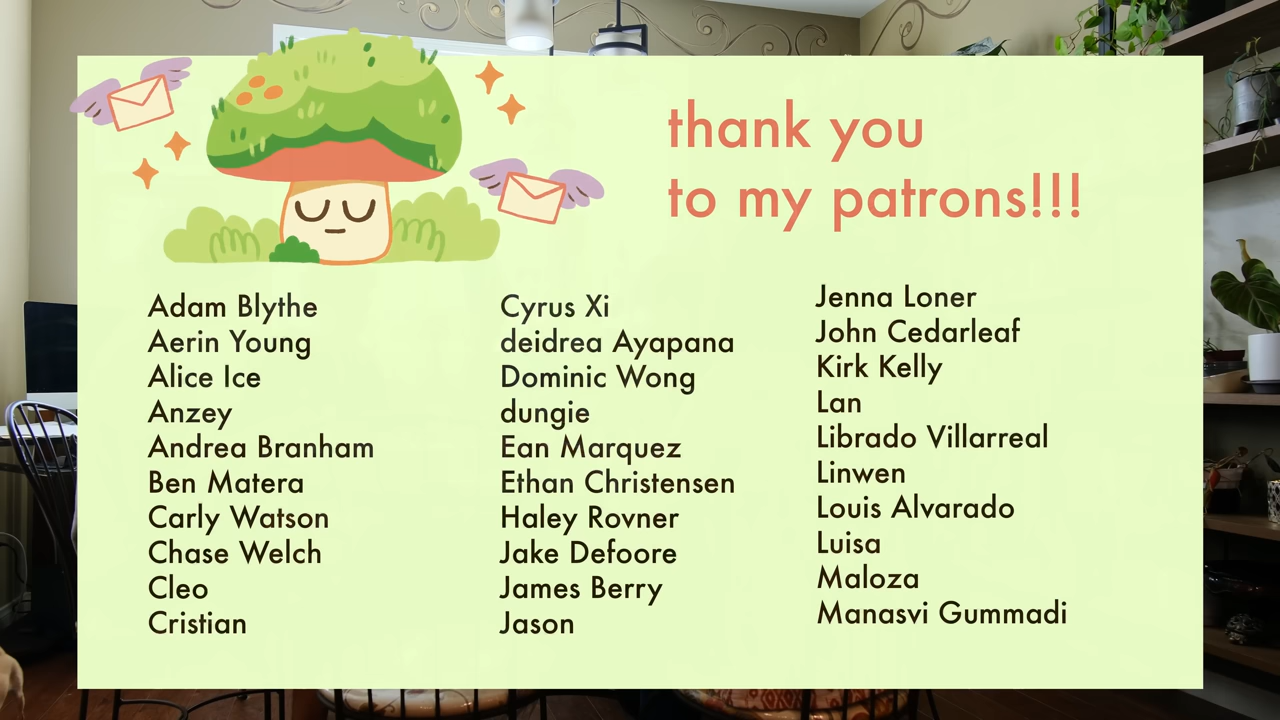 thank you
to my patrons!!!
Adam Blythe
Aerin Young
Alice Ice
Anzey
Andrea Branham
Ben Matera
Carly Watson
Chase Welch
Cleo
Cristian
Cyrus Xi
deidrea Ayapana
Dominic Wong
dungie
Ean Marquez
Ethan Christensen
Haley Rovner
Jake Defoore
James Berry
Jason
Jenna Loner
John Cedarleaf
Kirk Kelly
Lan
Librado Villarreal
Linwen
Louis Alvarado
Luisa
Maloza
Manasvi Gummadi